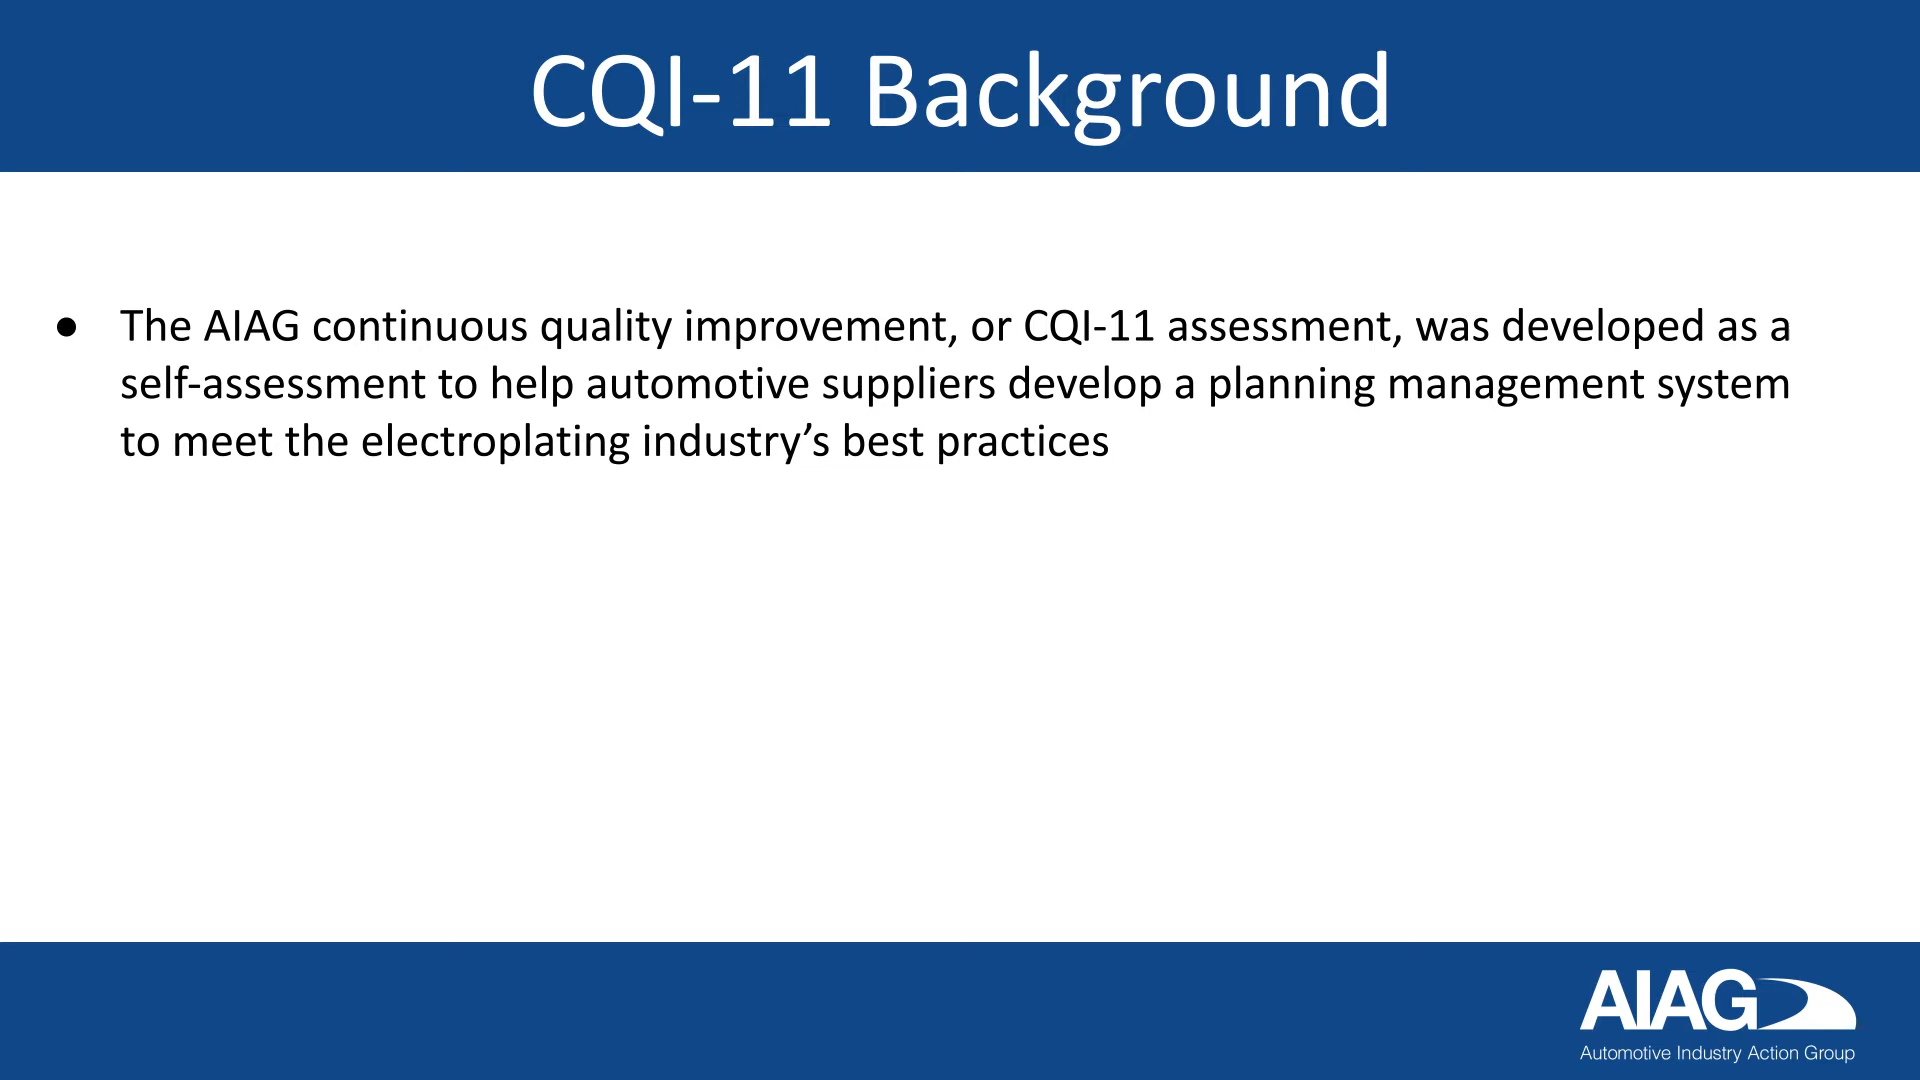 CQI-11 Background
● The AIAG continuous quality improvement, or CQI-11 assessment, was developed as a
self-assessment to help automotive suppliers develop a planning management system
to meet the electroplating industry’s best practices
AIAG
Automotive Industry Action Group